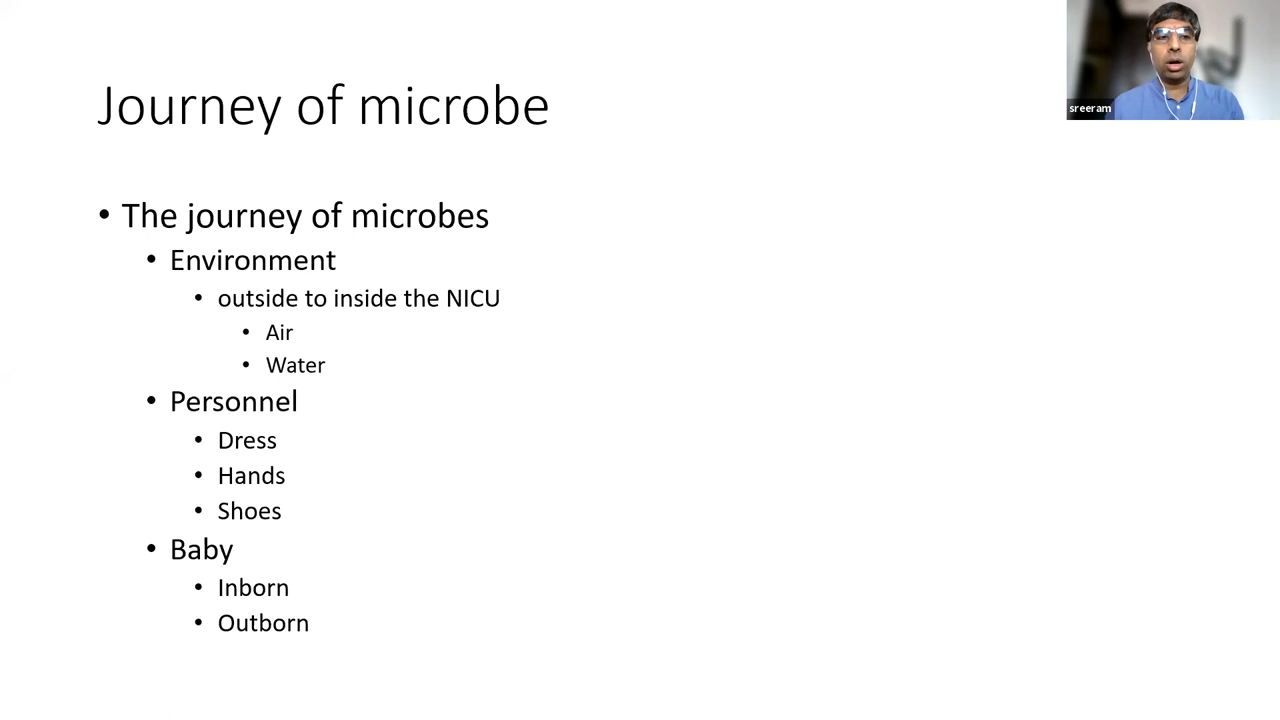 Journey of microbe
sreeram
• The journey of microbes
• Environment
• outside to inside the NICU
• Air
• Water
• Personnel
• Dress
• Hands
• Shoes
• Baby
• Inborn
• Outborn